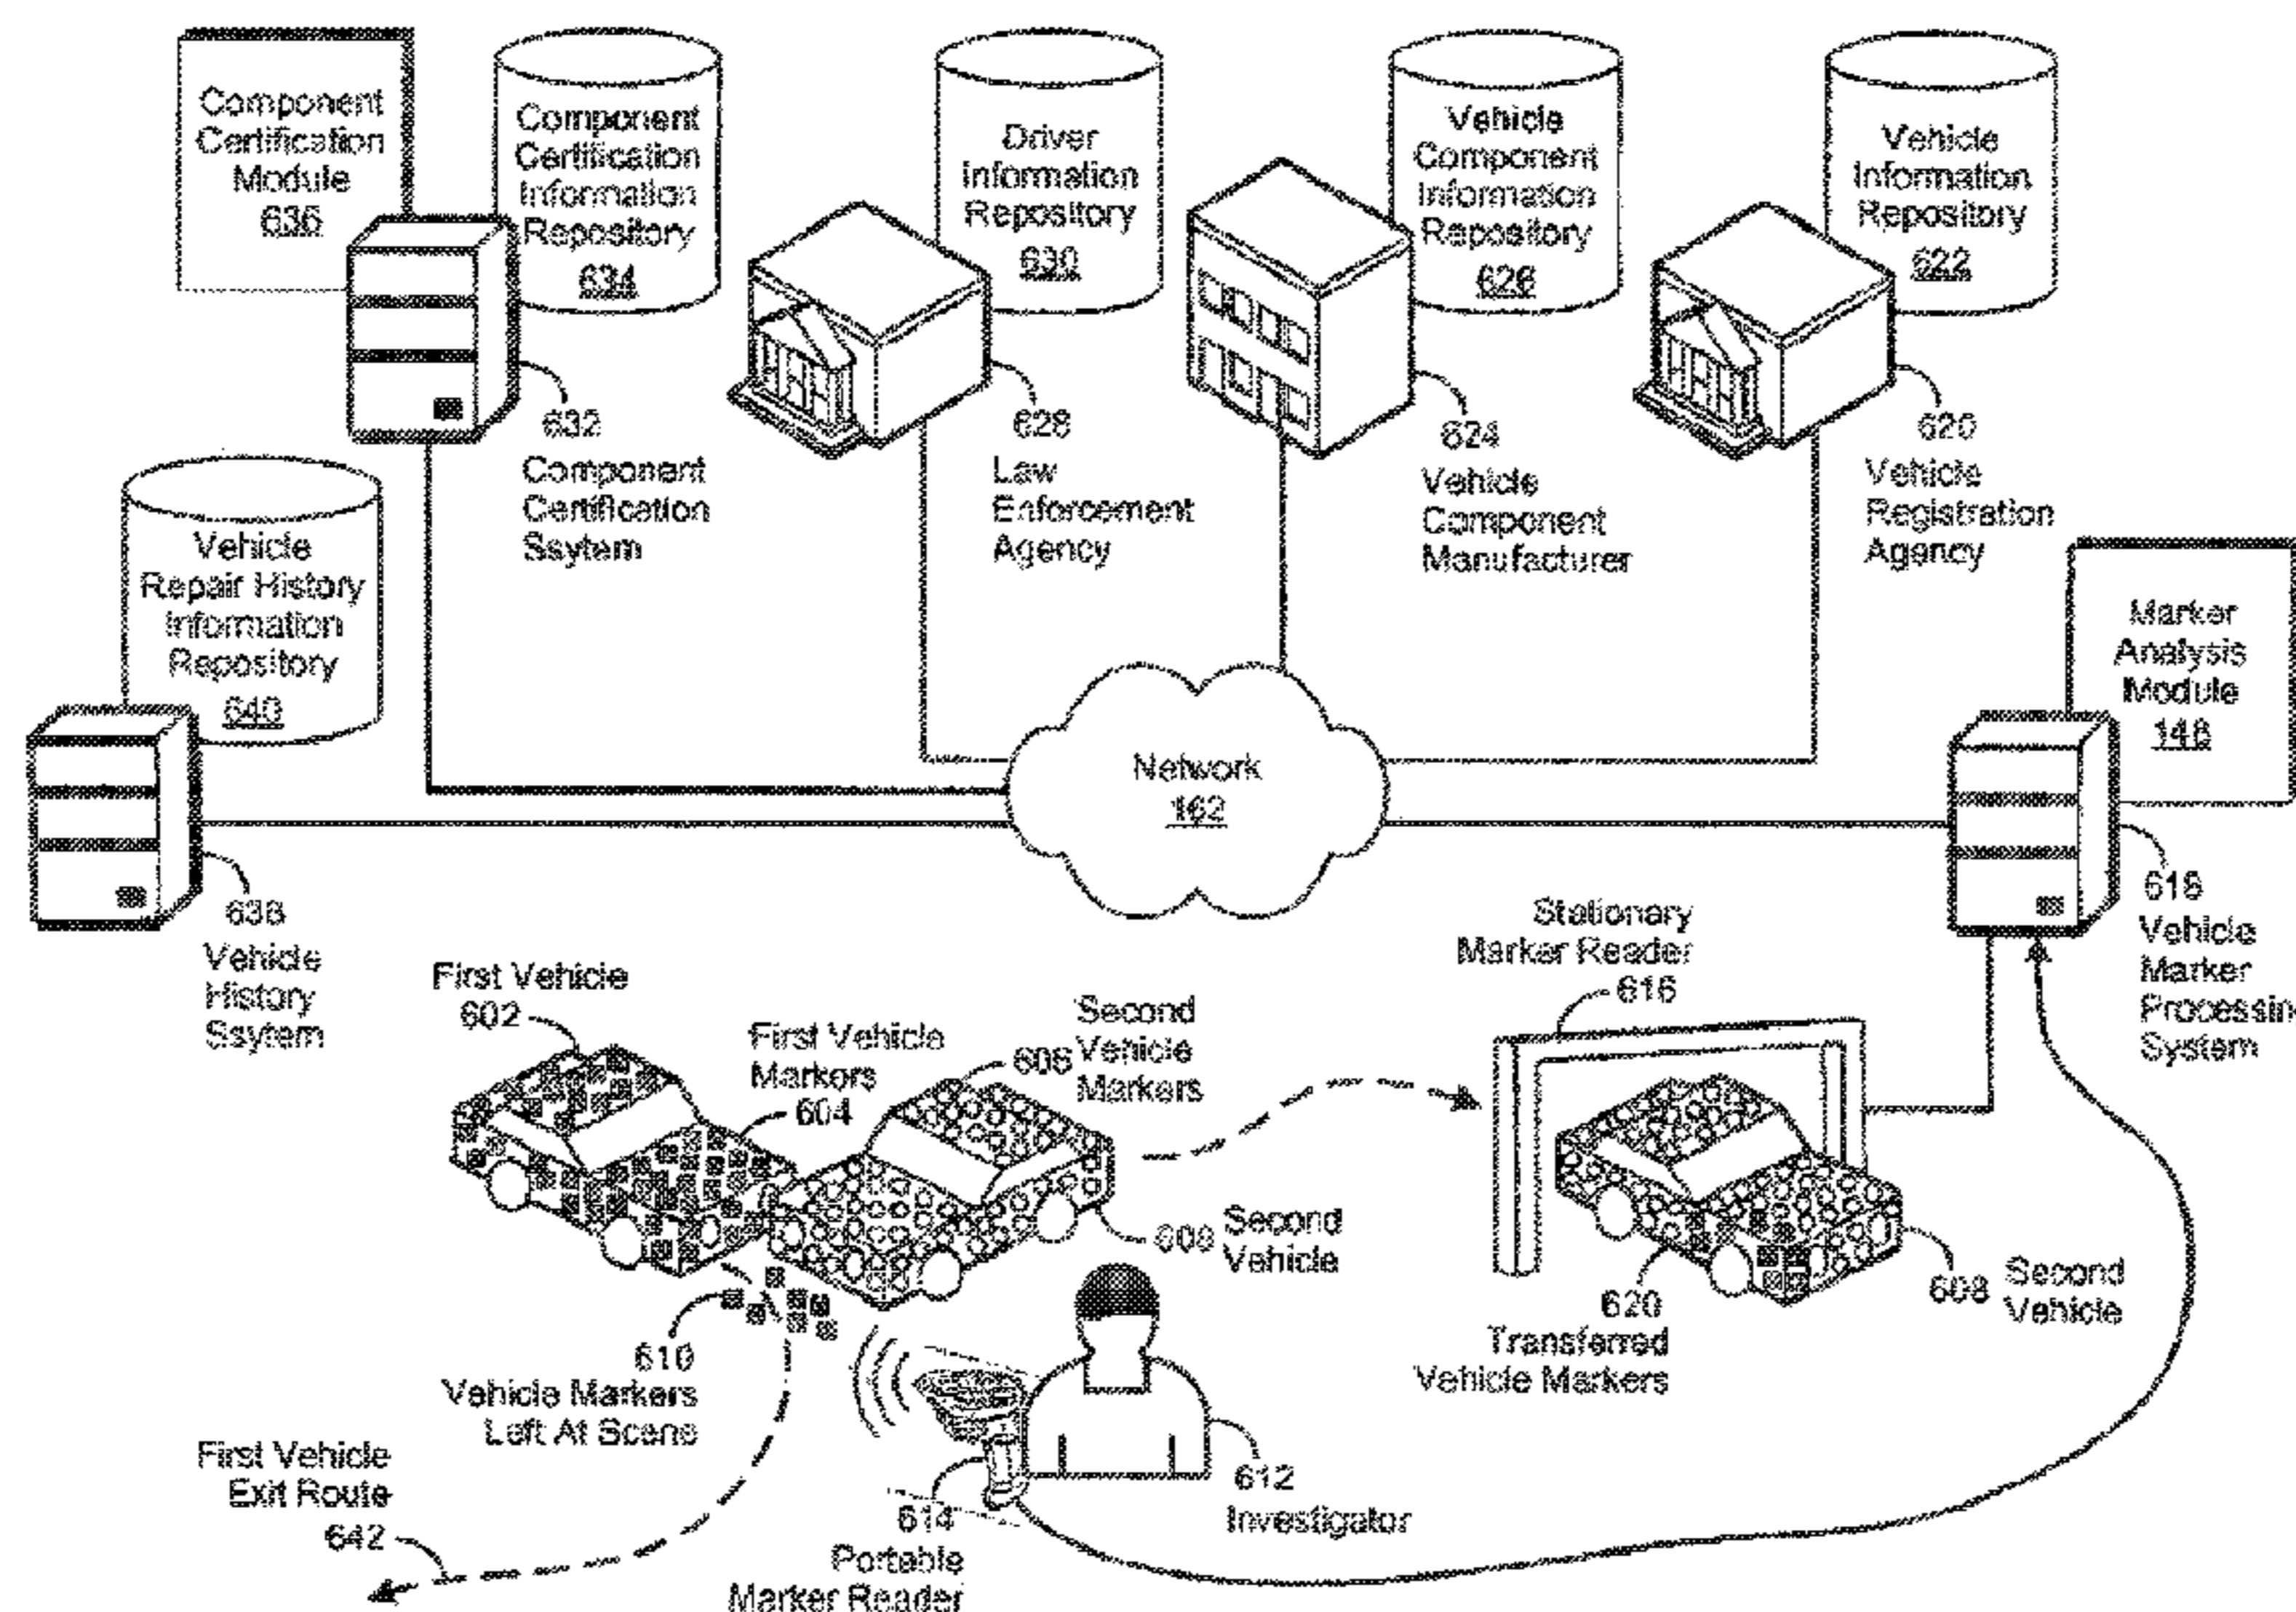 Component
Certification
Module
636
Component
Certification
Information
Repository
634
Driver
Information
Repository
630
Vehicle
Component
Information
Repository
626
Vehicle
Information
Repository
622
632
Component
Certification
Ssytem
628
Law
Enforcement
Agency
624
Vehicle
Component
Manufacturer
620
Vehicle
Registration
Agency
Vehicle
Repair History
Information
Repository
640
Marker
Analysis
Module
148
Network
162
638
Vehicle
History
Ssytem
618
Vehicle
Marker
Processing
System
Stationary
Marker Reader
616
First Vehicle
602
First Vehicle
Markers
604
Second
Vehicle
Markers
606
608
Second
Vehicle
608
Second
Vehicle
620
Transferred
Vehicle Markers
610
Vehicle Markers
Left At Scene
First Vehicle
Exit Route
642
614
Portable
Marker Reader
612
Investigator